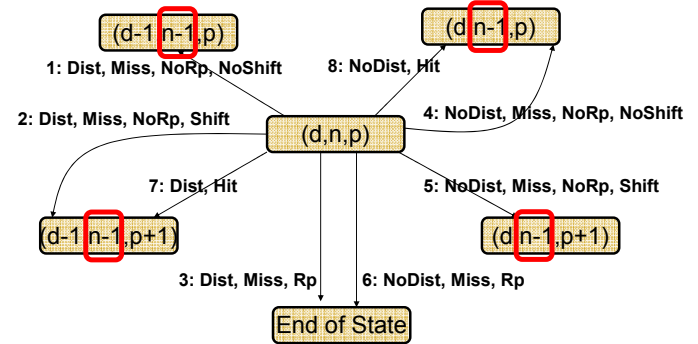 (d-1,n-1,p)
(d,n-1,p)
1: Dist, Miss, NoRp, NoShift
8: NoDist, Hit
2: Dist, Miss, NoRp, Shift
4: NoDist, Miss, NoRp, NoShift
(d,n,p)
7: Dist, Hit
5: NoDist, Miss, NoRp, Shift
(d-1,n-1,p+1)
(d,n-1,p+1)
3: Dist, Miss, Rp
6: NoDist, Miss, Rp
End of State